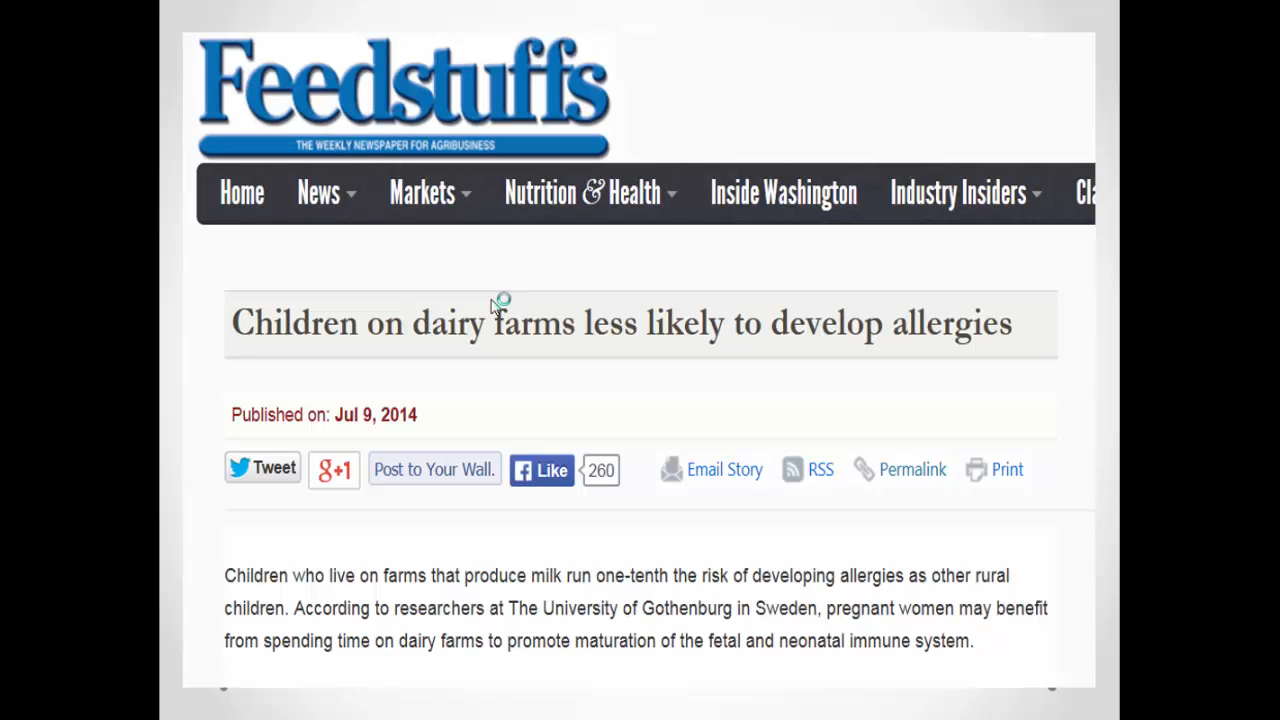 Feedstuffs
THE WEEKLY NEWSPAPER FOR AGRIBUSINESS
Home News Markets Nutrition & Health Inside Washington Industry Insiders
Children on dairy farms less likely to develop allergies
Published on: Jul 9, 2014
Tweet g+1 Post to Your Wall. Like 260 Email Story RSS Permalink Print
Children who live on farms that produce milk run one-tenth the risk of developing allergies as other rural
children. According to researchers at The University of Gothenburg in Sweden, pregnant women may benefit
from spending time on dairy farms to promote maturation of the fetal and neonatal immune system.